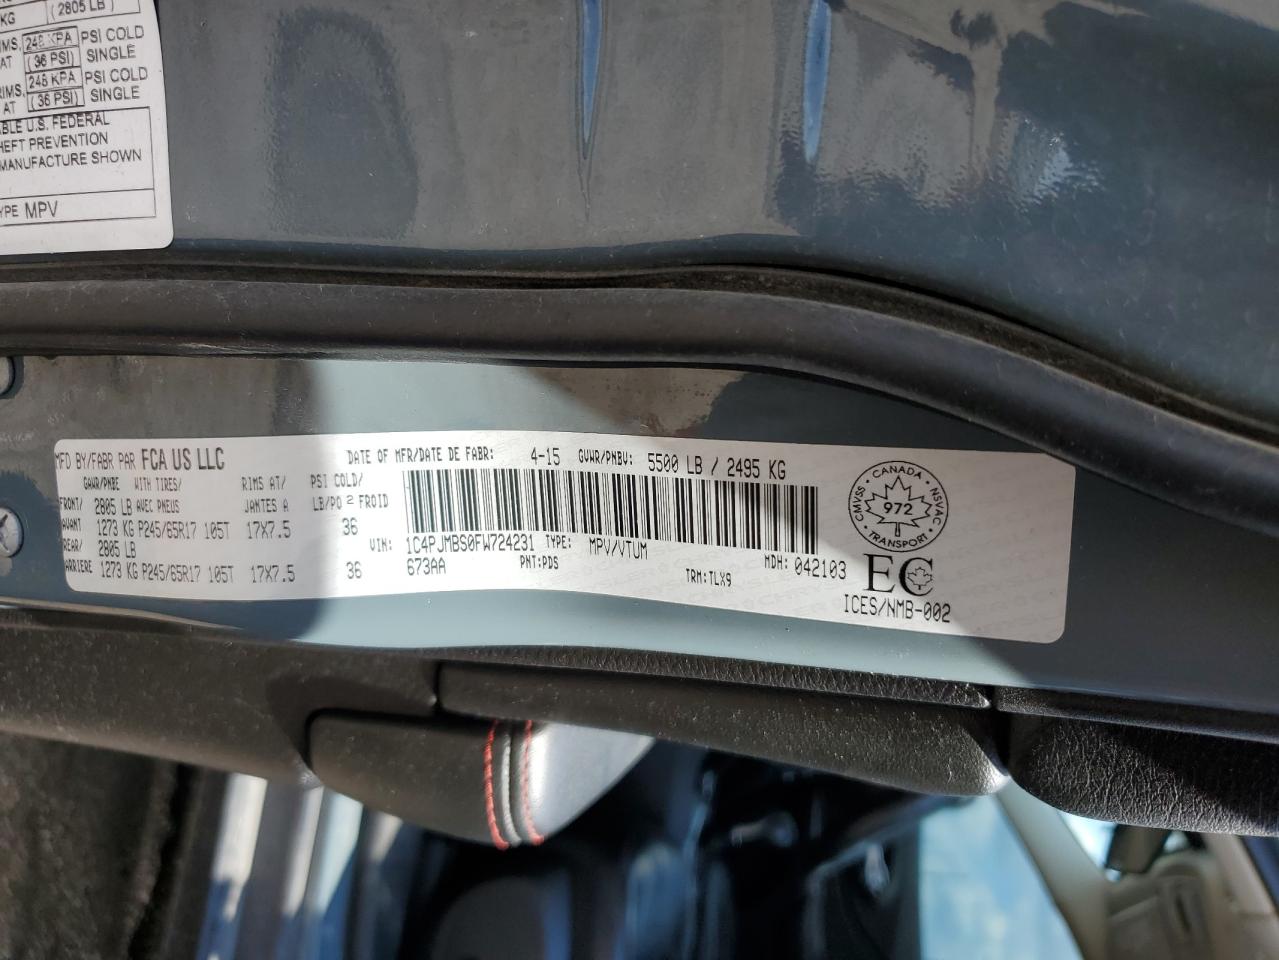 KG (2805 LB)
IMS, 248 KPA PSI COLD
AT (36 PSI) SINGLE
RIMS, 248 KPA PSI COLD
AT (36 PSI) SINGLE
ABLE U.S. FEDERAL
HEFT PREVENTION
MANUFACTURE SHOWN
YPE MPV
MFD BY/FABR PAR FCA US LLC
DATE OF MFR/DATE DE FABR: 4-15 GVWR/PNBV: 5500 LB / 2495 KG
GAWR/PNBE WITH TIRES/ RIMS AT/ PSI COLD/
FRONT/ 2805 LB AVEC PNEUS JANTES A LB/PO2 FROID
AVANT 1273 KG P245/65R17 105T 17X7.5 36
REAR/ 2805 LB
ARRIERE 1273 KG P245/65R17 105T 17X7.5 36
VIN: 1C4PJMBS0FW724231 TYPE: MPV/VTUM
673AA PNT:PDS TRM:TLX9 MDH: 042103
CANADA
CMVSS 972 NSVAC
TRANSPORT
EC
ICES/NMB-002